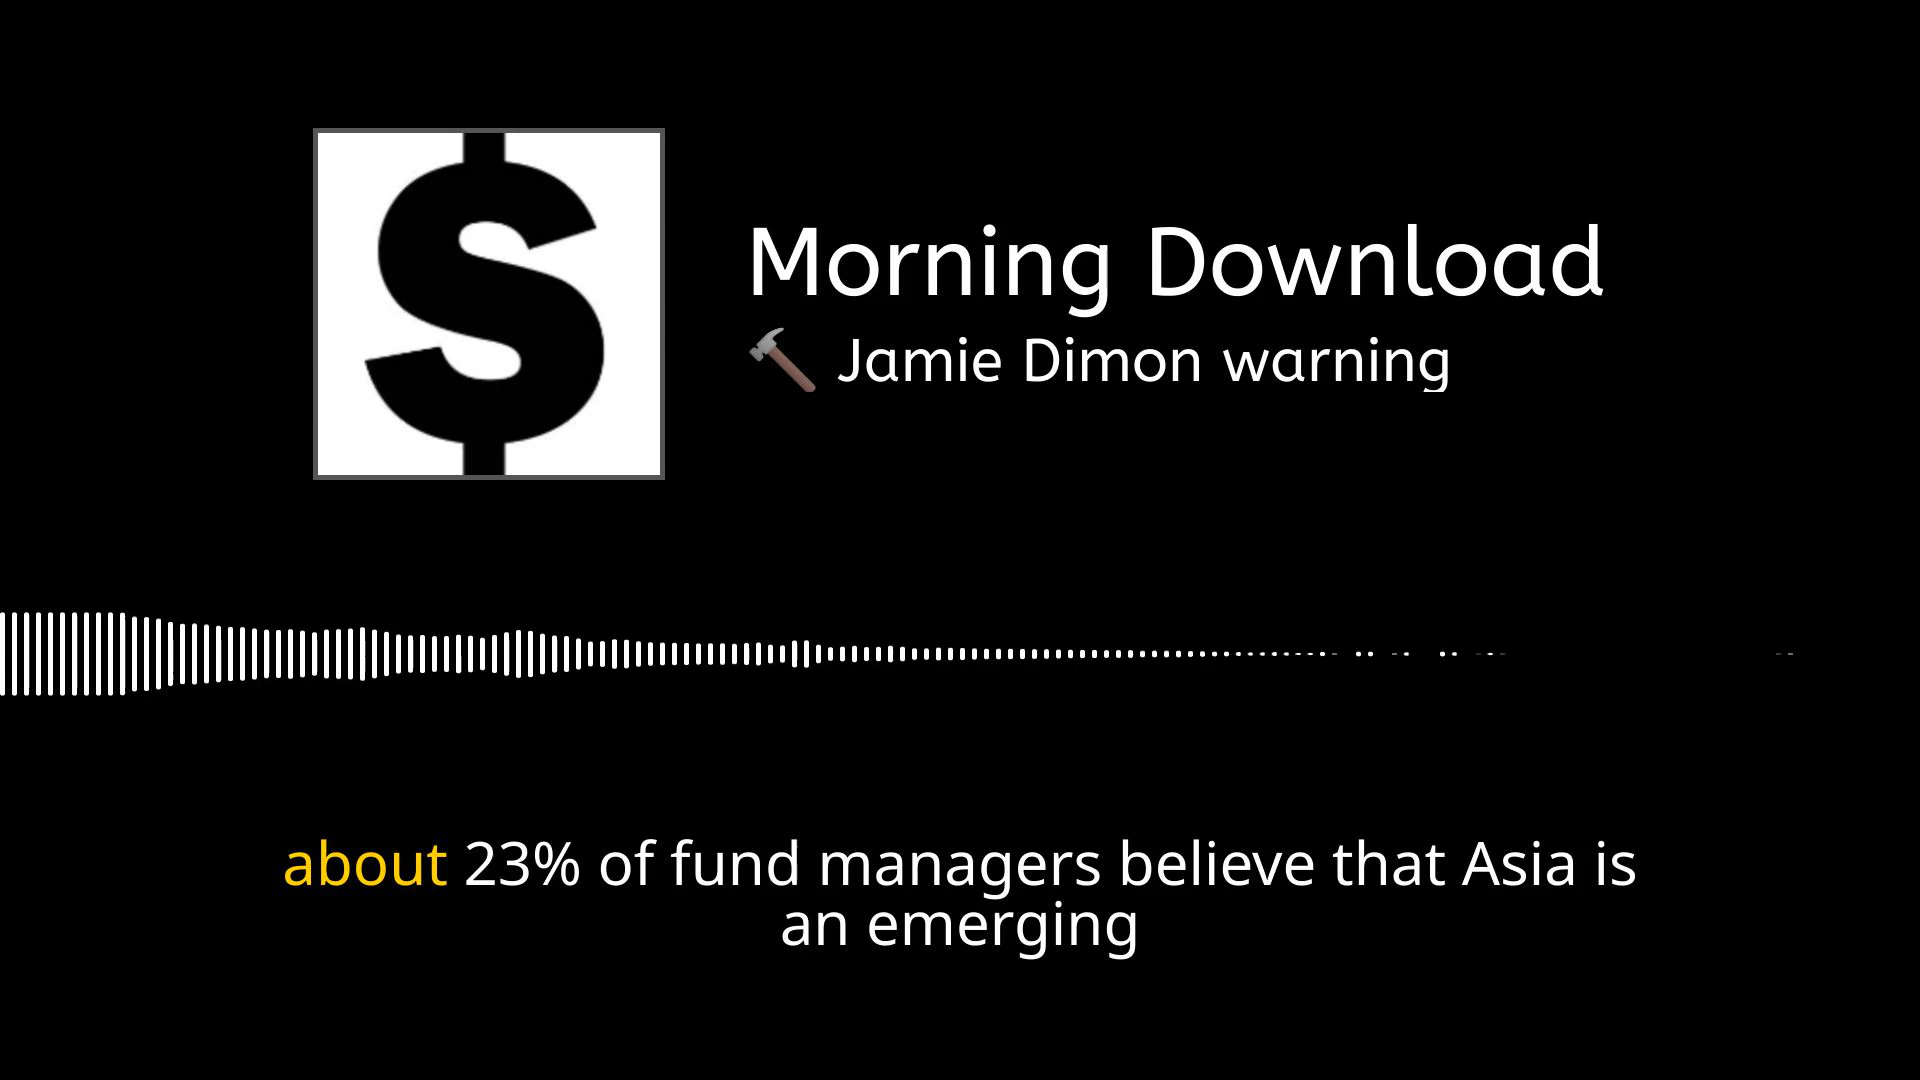 $
Morning Download
🔨 Jamie Dimon warning
about 23% of fund managers believe that Asia is
an emerging